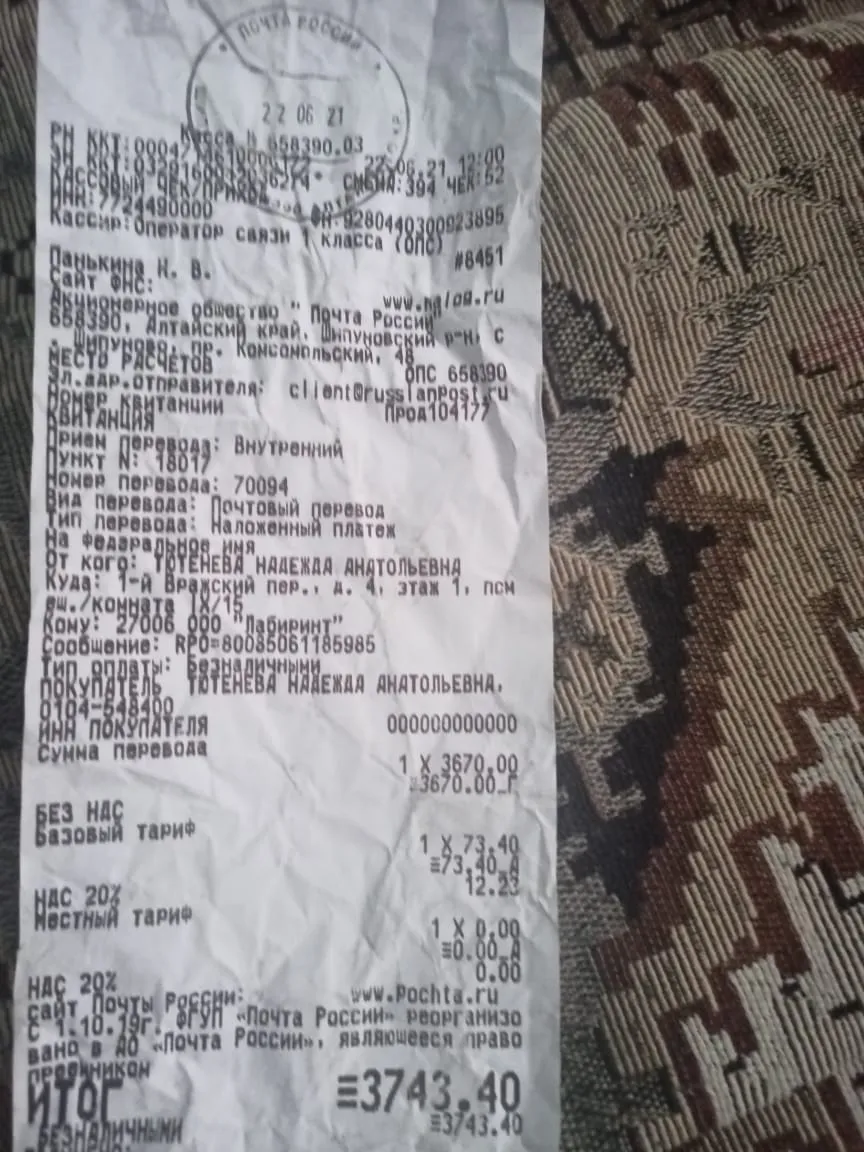 ПОЧТА РОССИИ
22 06 21
Касса N 658390.03
РН ККТ:0004
22.06.21 12:00
ЗН ККТ:
СМЕНА:394 ЧЕК:52
КАССОВЫЙ ЧЕК/ПРИХОД
ИНН:7724490000
ФН:9280440300023895
Кассир:Оператор связи 1 класса (ОПС)
#8451
Панькина Н. В.
Сайт ФНС:
www.nalog.ru
Акционерное общество " Почта России"
658390, Алтайский край, Шипуновский р-н, с
. Шипуново, пр. Комсомольский, 48
МЕСТО РАСЧЕТОВ
ОПС 658390
Эл.адр.отправителя: client@russianPost.ru
Номер квитанции
Прод104177
КВИТАНЦИЯ
Прием перевода: Внутренний
Пункт N: 18017
Номер перевода: 70094
Вид перевода: Почтовый перевод
Тип перевода: Наложенный платеж
На федеральное имя
От кого: ТЮТЕНЕВА НАДЕЖДА АНАТОЛЬЕВНА
Куда: 1-й Вражский пер., д. 4, этаж 1, пом
ещ./комната IX/15
Кому: 27006 ООО "Лабиринт"
Сообщение: RPO=80085061185985
Тип оплаты: Безналичными
ПОКУПАТЕЛЬ ТЮТЕНЕВА НАДЕЖДА АНАТОЛЬЕВНА,
0104-548400
ИНН ПОКУПАТЕЛЯ
000000000000
Сумма перевода
1 X 3670.00
=3670.00_Г
БЕЗ НДС
Базовый тариф
1 X 73.40
≡73.40_А
12.23
НДС 20%
Местный тариф
1 X 0.00
≡0.00_А
0.00
НДС 20%
сайт Почты России:
www.Pochta.ru
С 1.10.19г. ФГУП «Почта России» реорганизо
вано в АО «Почта России», являющееся право
преемником
ИТОГ
≡3743.40
БЕЗНАЛИЧНЫМИ
≡3743.40